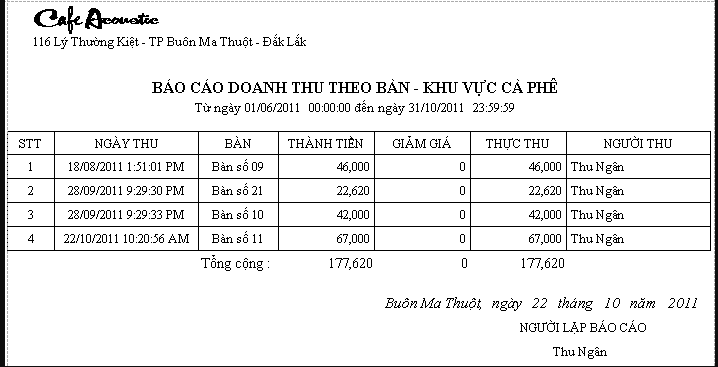 Cafe Acoustic
116 Lý Thường Kiệt - TP Buôn Ma Thuột - Đắk Lắk
BÁO CÁO DOANH THU THEO BÀN - KHU VỰC CÀ PHÊ
Từ ngày 01/06/2011 00:00:00 đến ngày 31/10/2011 23:59:59
STT NGÀY THU BÀN THÀNH TIỀN GIẢM GIÁ THỰC THU NGƯỜI THU
1 18/08/2011 1:51:01 PM Bàn số 09 46,000 0 46,000 Thu Ngân
2 28/09/2011 9:29:30 PM Bàn số 21 22,620 0 22,620 Thu Ngân
3 28/09/2011 9:29:33 PM Bàn số 10 42,000 0 42,000 Thu Ngân
4 22/10/2011 10:20:56 AM Bàn số 11 67,000 0 67,000 Thu Ngân
Tổng cộng : 177,620 0 177,620
Buôn Ma Thuột, ngày 22 tháng 10 năm 2011
NGƯỜI LẬP BÁO CÁO
Thu Ngân